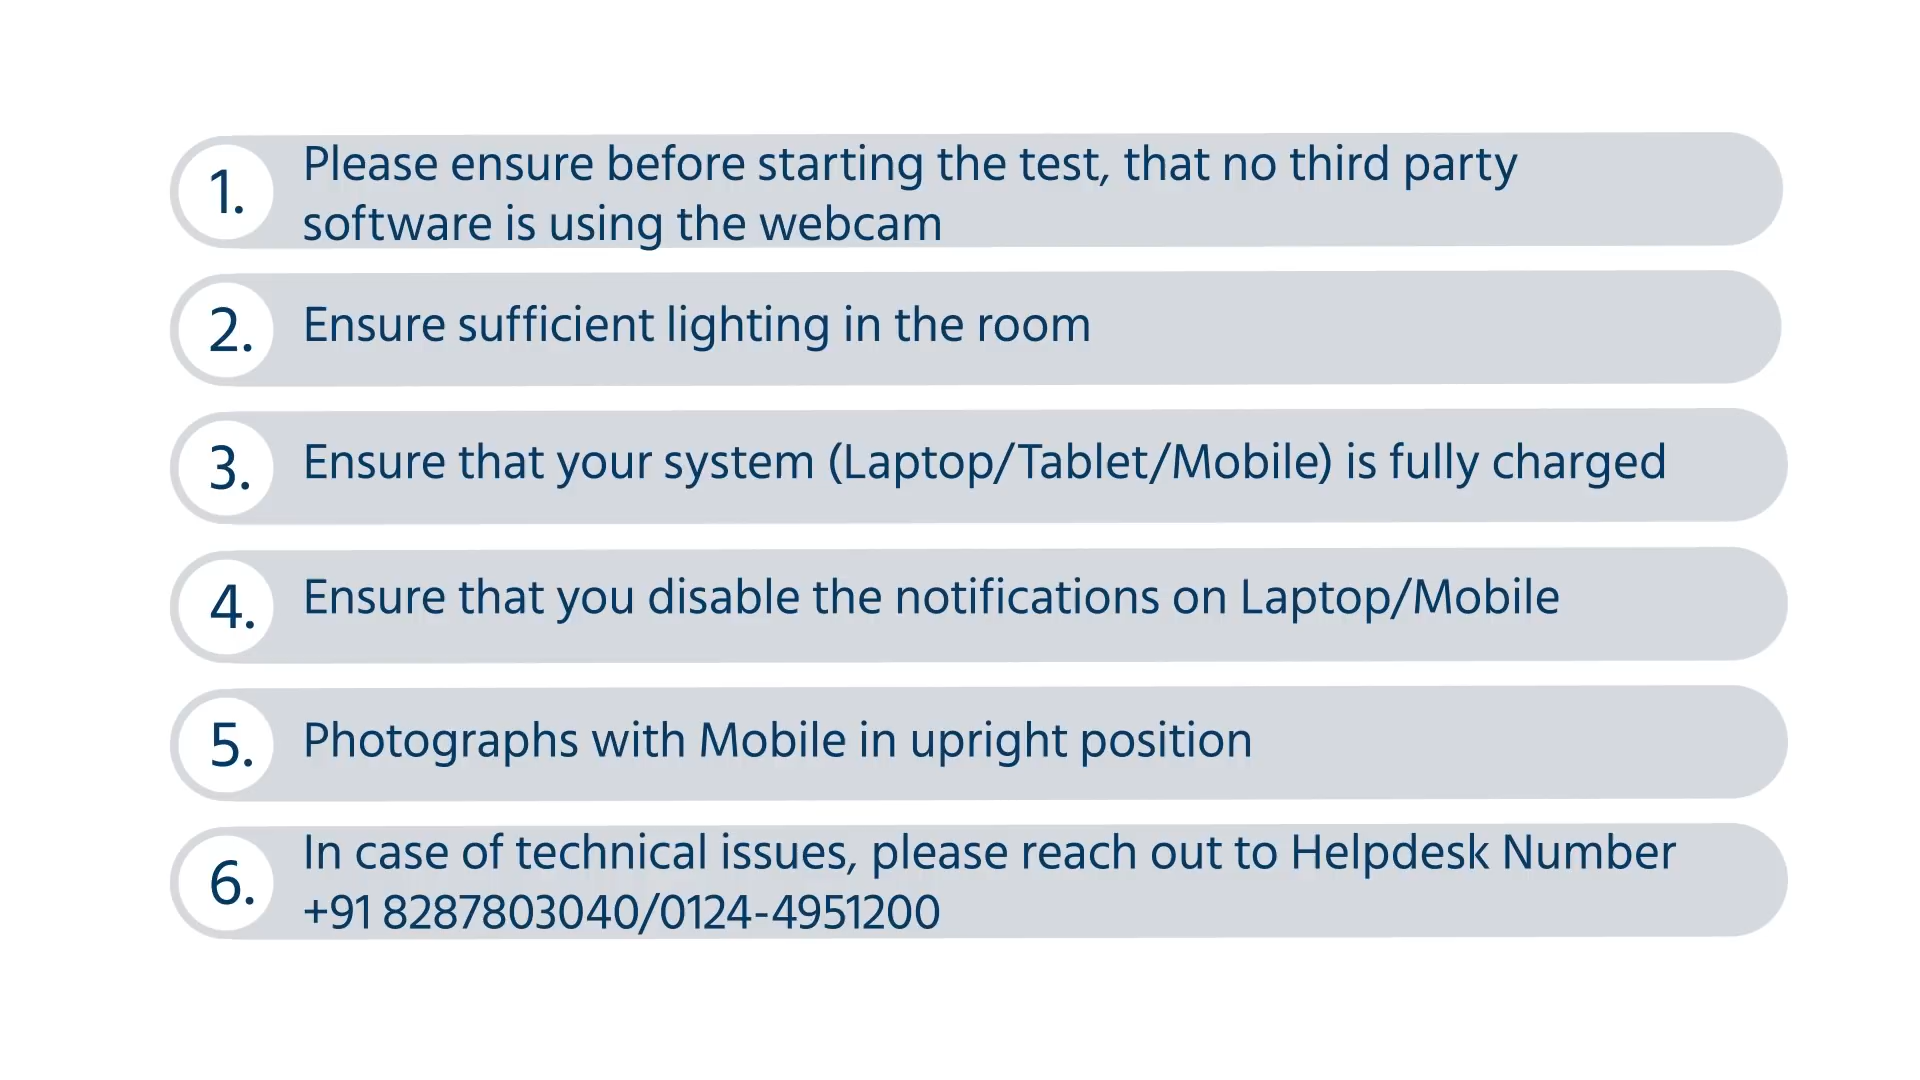 1. Please ensure before starting the test, that no third party
software is using the webcam
2. Ensure sufficient lighting in the room
3. Ensure that your system (Laptop/Tablet/Mobile) is fully charged
4. Ensure that you disable the notifications on Laptop/Mobile
5. Photographs with Mobile in upright position
6. In case of technical issues, please reach out to Helpdesk Number
+91 8287803040/0124-4951200